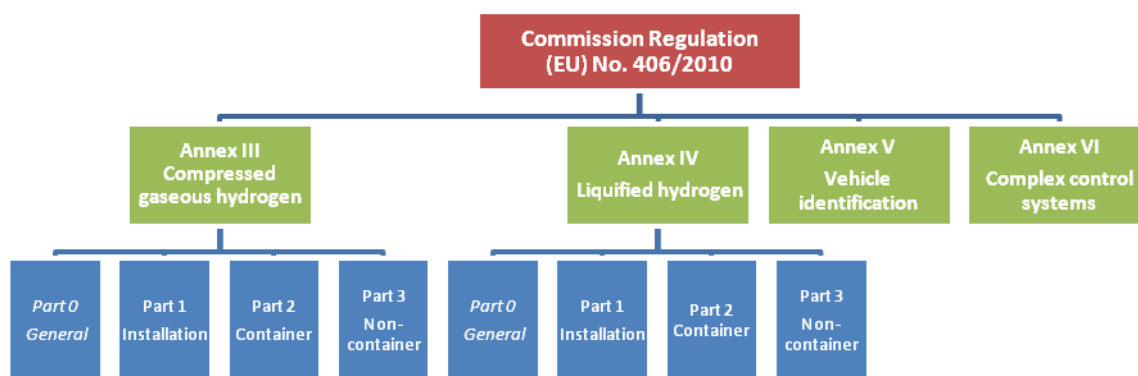 Commission Regulation
(EU) No. 406/2010
Annex III
Compressed
gaseous hydrogen
Annex IV
Liquified hydrogen
Annex V
Vehicle
identification
Annex VI
Complex control
systems
Part 0
General
Part 1
Installation
Part 2
Container
Part 3
Non-
container
Part 0
General
Part 1
Installation
Part 2
Container
Part 3
Non-
container